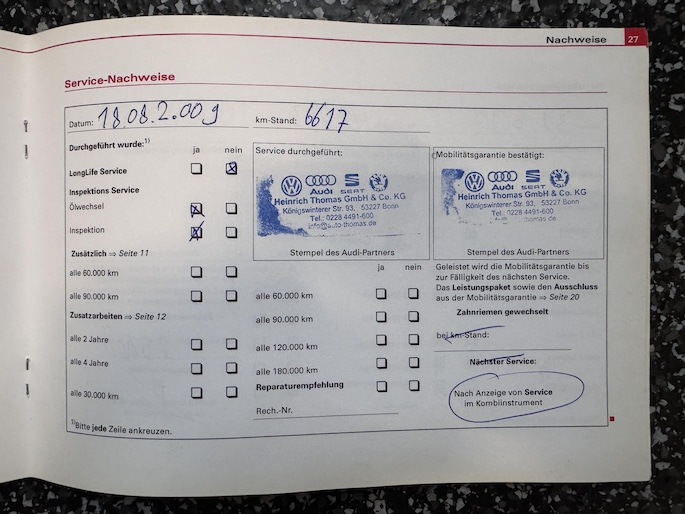 Nachweise 27
Service-Nachweise
Datum: 18 08.2.009 km-Stand: 6617
Durchgeführt wurde:1)
ja nein
LongLife Service
Inspektions Service
Ölwechsel
Inspektion
Zusätzlich ⇒ Seite 11
alle 60.000 km
alle 90.000 km
Zusatzarbeiten ⇒ Seite 12
alle 2 Jahre
alle 4 Jahre
alle 30.000 km
1)Bitte jede Zeile ankreuzen.
Service durchgeführt:
Audi SEAT
Heinrich Thomas GmbH & Co. KG
Königswinterer Str. 93, 53227 Bonn
Tel.: 0228 4491-600
info@auto-thomas.de
Stempel des Audi-Partners
ja nein
alle 60.000 km
alle 90.000 km
alle 120.000 km
alle 180.000 km
Reparaturempfehlung
Rech.-Nr.
Mobilitätsgarantie bestätigt:
Audi SEAT
Heinrich Thomas GmbH & Co. KG
Königswinterer Str. 93, 53227 Bonn
Tel.: 0228 4491-600
Stempel des Audi-Partners
Geleistet wird die Mobilitätsgarantie bis
zur Fälligkeit des nächsten Service.
Das Leistungspaket sowie den Ausschluss
aus der Mobilitätsgarantie ⇒ Seite 20
Zahnriemen gewechselt
bei km-Stand:
Nächster Service:
Nach Anzeige von Service
im Kombiinstrument